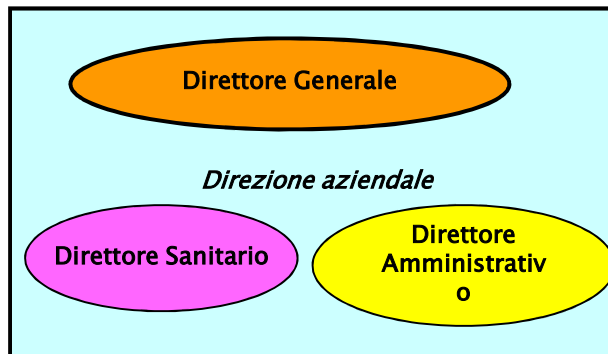 Direttore Generale
Direzione aziendale
Direttore Sanitario
Direttore
Amministrativ
o